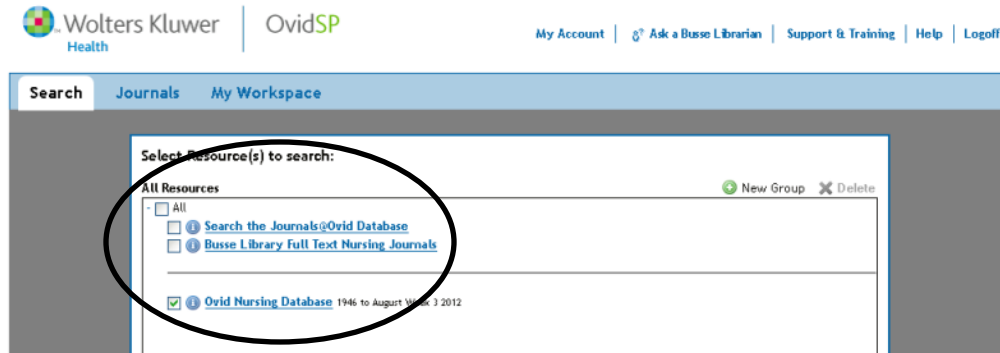 Wolters Kluwer
Health
OvidSP
My Account | Ask a Busse Librarian | Support & Training | Help | Logoff
Search Journals My Workspace
Select Resource(s) to search:
All Resources New Group Delete
- All
Search the Journals@Ovid Database
Busse Library Full Text Nursing Journals
Ovid Nursing Database 1946 to August Week 3 2012